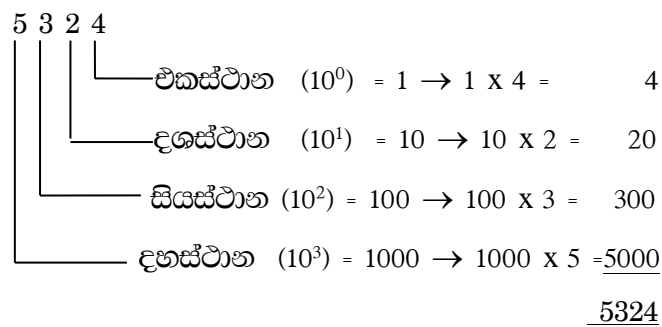 5 3 2 4
එකස්ථාන (10⁰) = 1 → 1 x 4 = 4
දශස්ථාන (10¹) = 10 → 10 x 2 = 20
සියස්ථාන (10²) = 100 → 100 x 3 = 300
දහස්ථාන (10³) = 1000 → 1000 x 5 =5000
5324